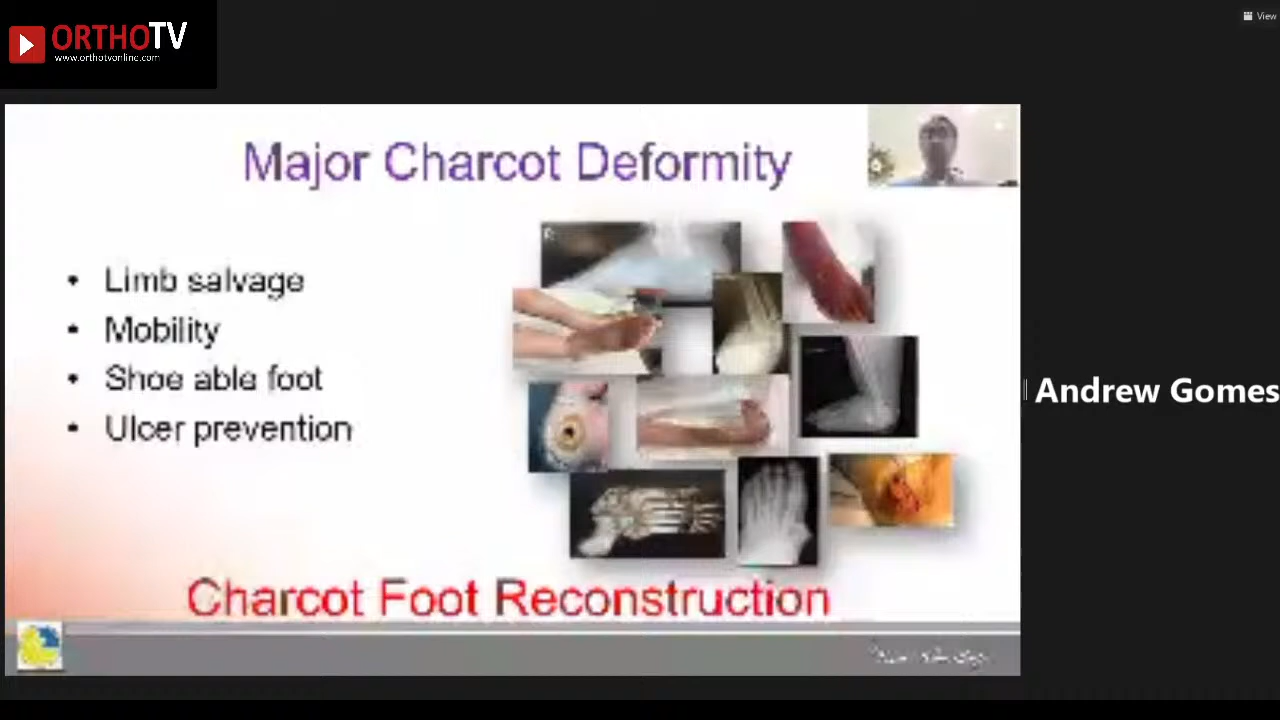 ORTHOTV
www.orthotvonline.com
View
Major Charcot Deformity
• Limb salvage
• Mobility
• Shoe able foot
• Ulcer prevention
Andrew Gomes
Charcot Foot Reconstruction